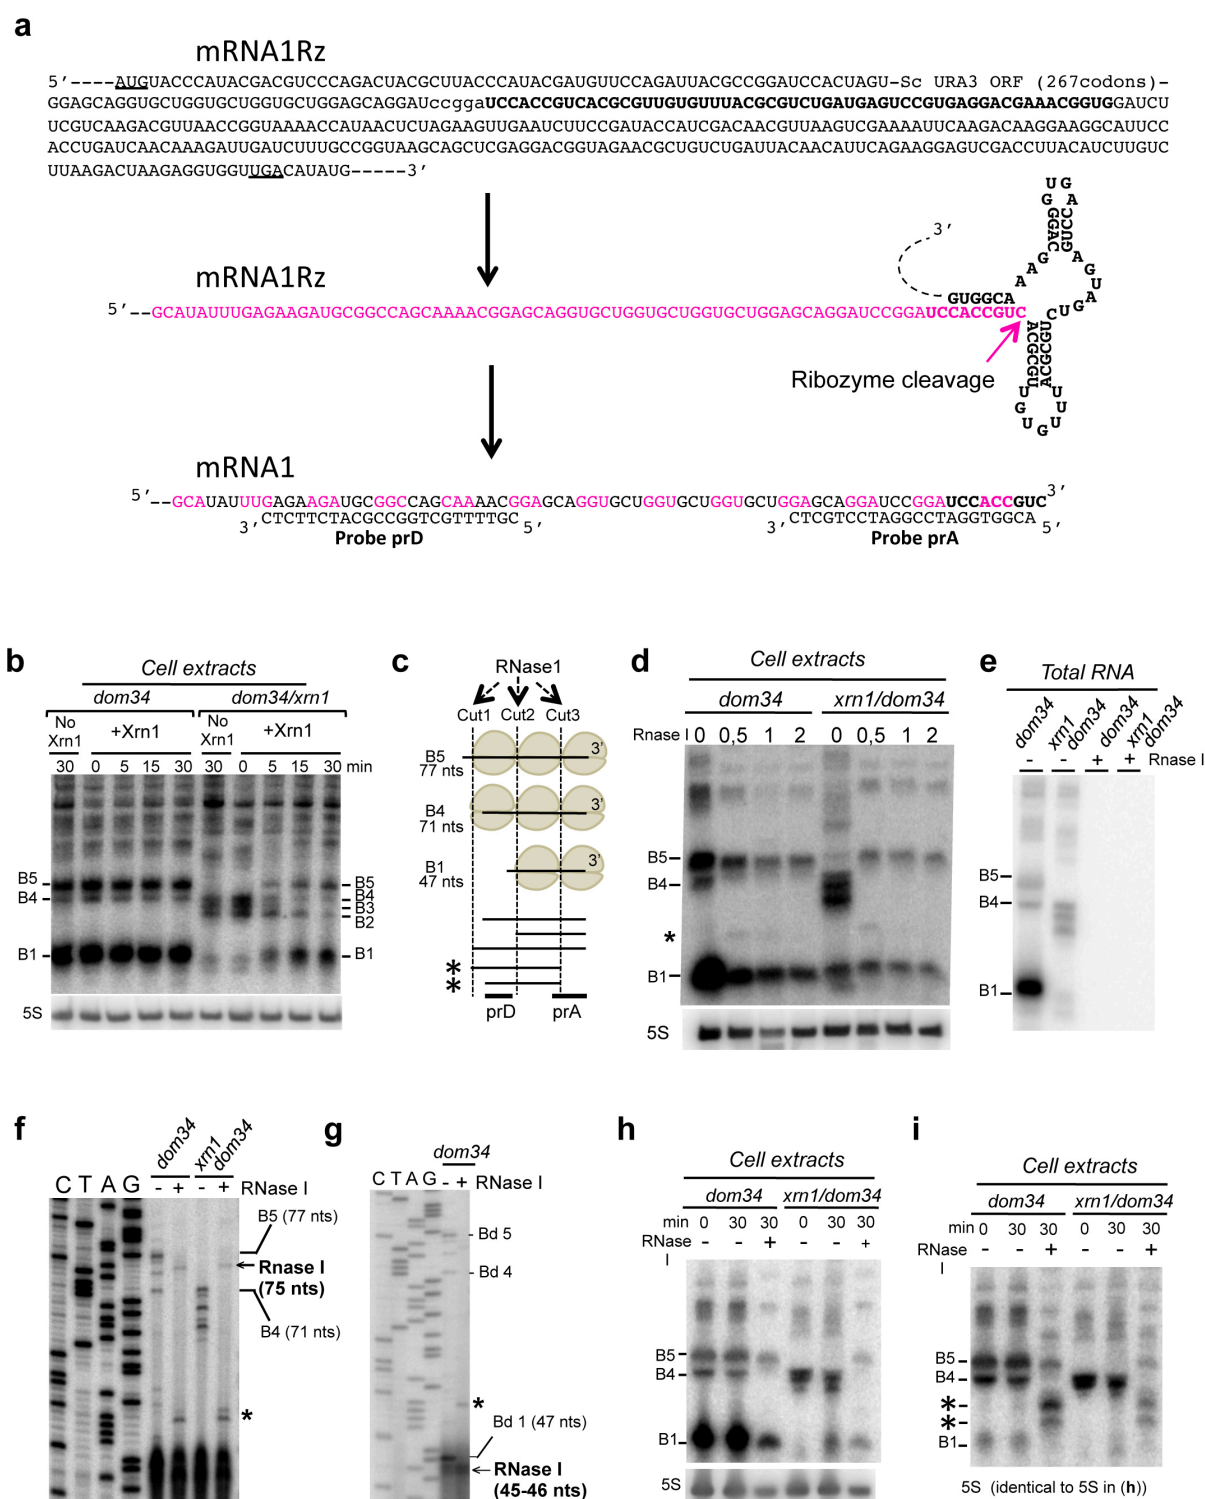 a
mRNA1Rz
5’----AUGUACCCAUACGACGUCCCAGACUACGCUUACCCAUACGAUGUUCCAGAUUACGCCGGAUCCACUAGU-Sc URA3 ORF (267codons)-
GGAGCAGGUGCUGGUGCUGGUGCUGGAGCAGGAUccggaUCCACCGUCACGCGUUGUGUUUACGCGUCUGAUGAGUCCGUGAGGACGAAACGGUGGAUCU
UCGUCAAGACGUUAACCGGUAAAACCAUAACUCUAGAAGUUGAAUCUUCCGAUACCAUCGACAACGUUAAGUCGAAAAUUCAAGACAAGGAAGGCAUUCC
ACCUGAUCAACAAAGAUUGAUCUUUGCCGGUAAGCAGCUCGAGGACGGUAGAACGCUGUCUGAUUACAACAUUCAGAAGGAGUCGACCUUACAUCUUGUC
UUAAGACUAAGAGGUGGUUGACAUAUG-----3’
mRNA1Rz
5’--GCAUAUUUGAGAAGAUGCGGCCAGCAAAACGGAGCAGGUGCUGGUGCUGGUGCUGGAGCAGGAUCCGGAUCCACCGUC
3’
GUGGCA
Ribozyme cleavage
mRNA1
5’--GCAUAUUUGAGAAGAUGCGGCCAGCAAAACGGAGCAGGUGCUGGUGCUGGUGCUGGAGCAGGAUCCGGAUCCACCGUC3’
3’CTCTTCTACGCCGGTCGTTTTGC5’
3’CTCGTCCTAGGCCTAGGTGGCA5’
Probe prD
Probe prA
b
Cell extracts
dom34
dom34/xrn1
No Xrn1
+Xrn1
No Xrn1
+Xrn1
30 0 5 15 30 30 0 5 15 30 min
B5
B4
B1
B5
B4
B3
B2
B1
5S
c
RNase1
Cut1 Cut2 Cut3
B5
77 nts
3'
B4
71 nts
3'
B1
47 nts
3'
*
*
prD
prA
d
Cell extracts
dom34
xrn1/dom34
Rnase I 0 0,5 1 2 0 0,5 1 2
B5
B4
*
B1
5S
e
Total RNA
dom34
xrn1 dom34
dom34
xrn1 dom34
- - + + Rnase I
B5
B4
B1
f
dom34
xrn1 dom34
C T A G - + - + RNase I
B5 (77 nts)
Rnase I
(75 nts)
B4 (71 nts)
*
g
dom34
C T A G - + RNase I
Bd 5
Bd 4
*
Bd 1 (47 nts)
RNase I
(45-46 nts)
h
Cell extracts
dom34
xrn1/dom34
min 0 30 30 0 30 30
RNase I - - + - - +
B5
B4
B1
5S
i
Cell extracts
dom34
xrn1/dom34
min 0 30 30 0 30 30
RNase I - - + - - +
B5
B4
*
*
B1
5S (identical to 5S in (h))